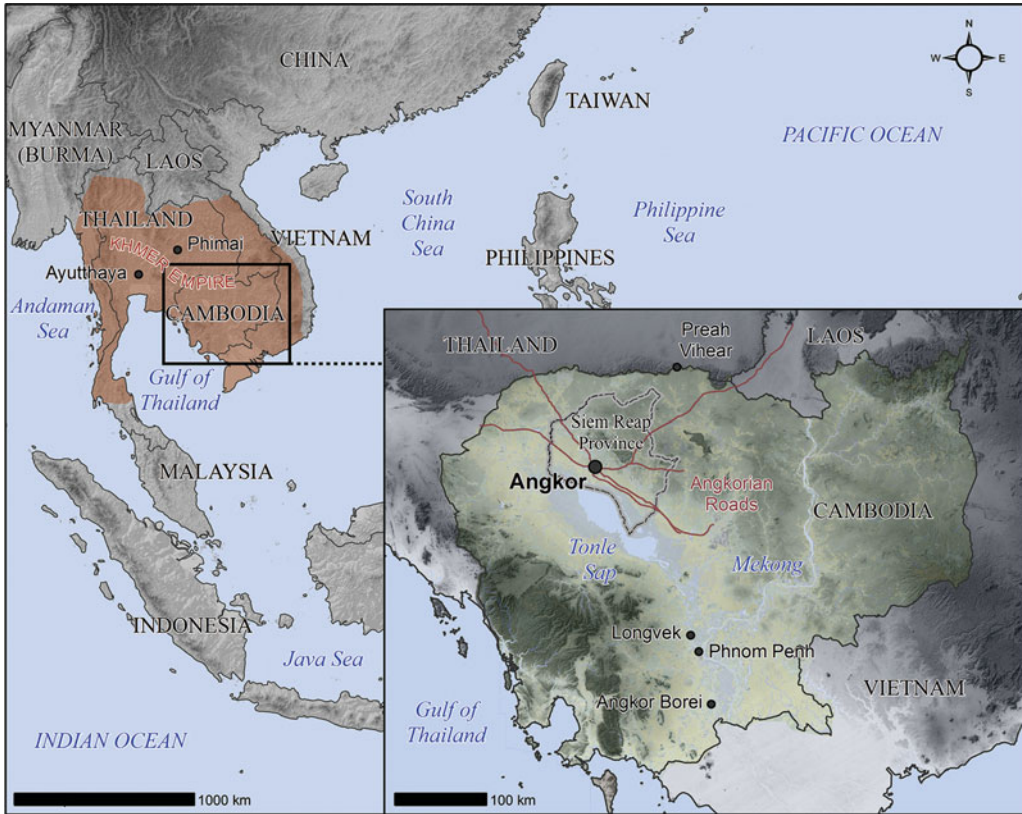 CHINA
N
W E
S
TAIWAN
MYANMAR
(BURMA)
LAOS
PACIFIC OCEAN
South
China
Sea
Philippine
Sea
THAILAND
Phimai
VIETNAM
KHMER EMPIRE
Ayutthaya
PHILIPPINES
Andaman
Sea
CAMBODIA
Gulf of
Thailand
MALAYSIA
INDONESIA
Java Sea
INDIAN OCEAN
1000 km
THAILAND
Preah
Vihear
LAOS
Siem Reap
Province
Angkor
Angkorian
Roads
CAMBODIA
Tonle
Sap
Mekong
Longvek
Phnom Penh
Angkor Borei
VIETNAM
Gulf of
Thailand
100 km